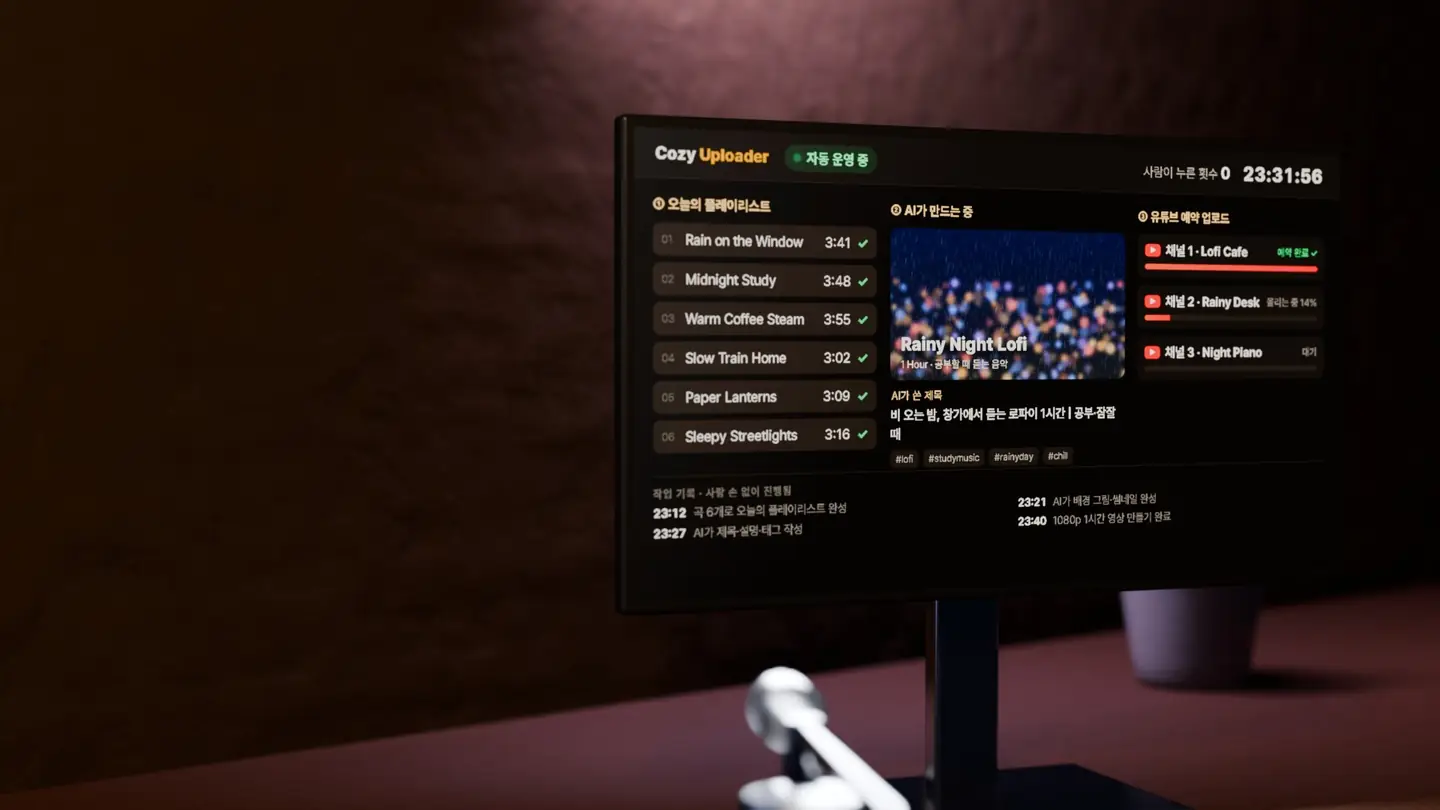 Cozy Uploader
자동 운영 중
사람이 누른 횟수 0 23:31:56
① 오늘의 플레이리스트
01 Rain on the Window 3:41
02 Midnight Study 3:48
03 Warm Coffee Steam 3:55
04 Slow Train Home 3:02
05 Paper Lanterns 3:09
06 Sleepy Streetlights 3:16
② AI가 만드는 중
Rainy Night Lofi
1 Hour · 공부할 때 듣는 음악
AI가 쓴 제목
비 오는 밤, 창가에서 듣는 로파이 1시간 | 공부·잠잘
때
#lofi #studymusic #rainyday #chill
③ 유튜브 예약 업로드
채널 1 · Lofi Cafe 예약 완료
채널 2 · Rainy Desk 올리는 중 14%
채널 3 · Night Piano 대기
작업 기록 · 사람 손 없이 진행됨
23:12 곡 6개로 오늘의 플레이리스트 완성
23:27 AI가 제목·설명·태그 작성
23:21 AI가 배경 그림·썸네일 완성
23:40 1080p 1시간 영상 만들기 완료